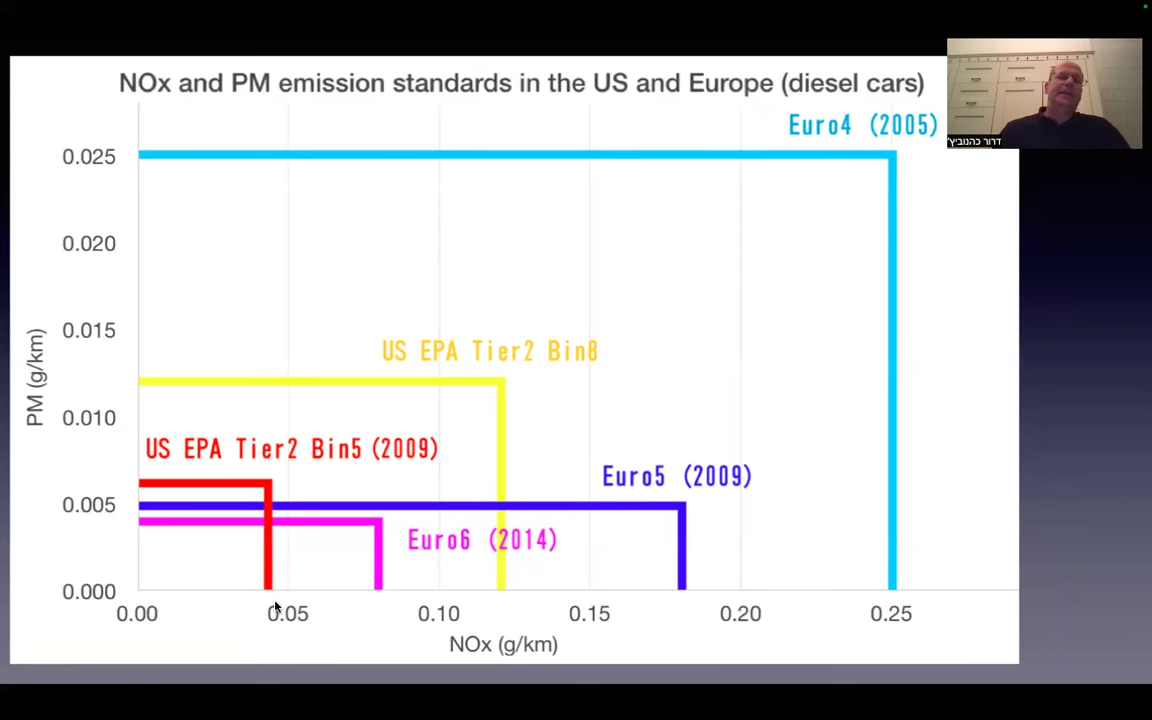 NOx and PM emission standards in the US and Europe (diesel cars)
דרור כהנוביץ'
Euro4 (2005)
0.025
0.020
US EPA Tier2 Bin8
0.015
PM (g/km)
0.010
US EPA Tier2 Bin5 (2009)
Euro5 (2009)
0.005
Euro6 (2014)
0.000
0.00 0.05 0.10 0.15 0.20 0.25
NOx (g/km)